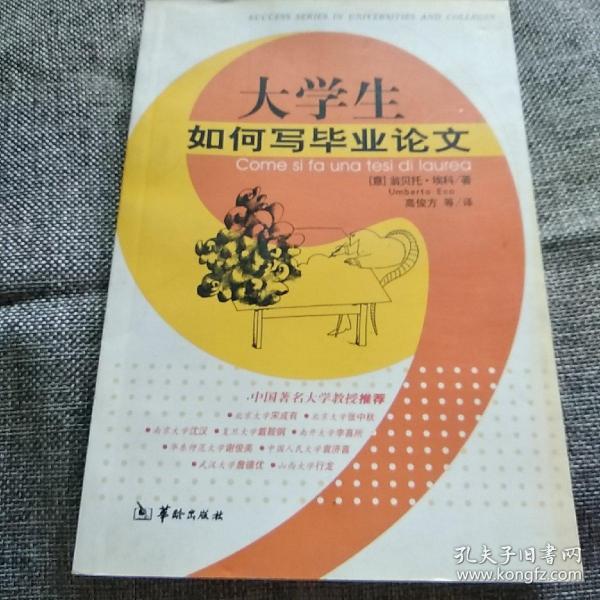 SUCCESS SERIES IN UNIVERSITIES AND COLLEGES
大学生
如何写毕业论文
Come si fa una tesi di laurea
[意] 翁贝托·埃科/著
Umberto Eco
高俊方 等/译
·中国著名大学教授推荐
●北京大学宋成有 ●北京大学张中秋
●南京大学沈汉 ●复旦大学戴鞍钢 ●南开大学李喜所
●华东师范大学谢俊美 ●中国人民大学袁济喜
●武汉大学詹德优 ●山西大学行龙
华龄出版社
孔夫子旧书网
www.kongfz.com